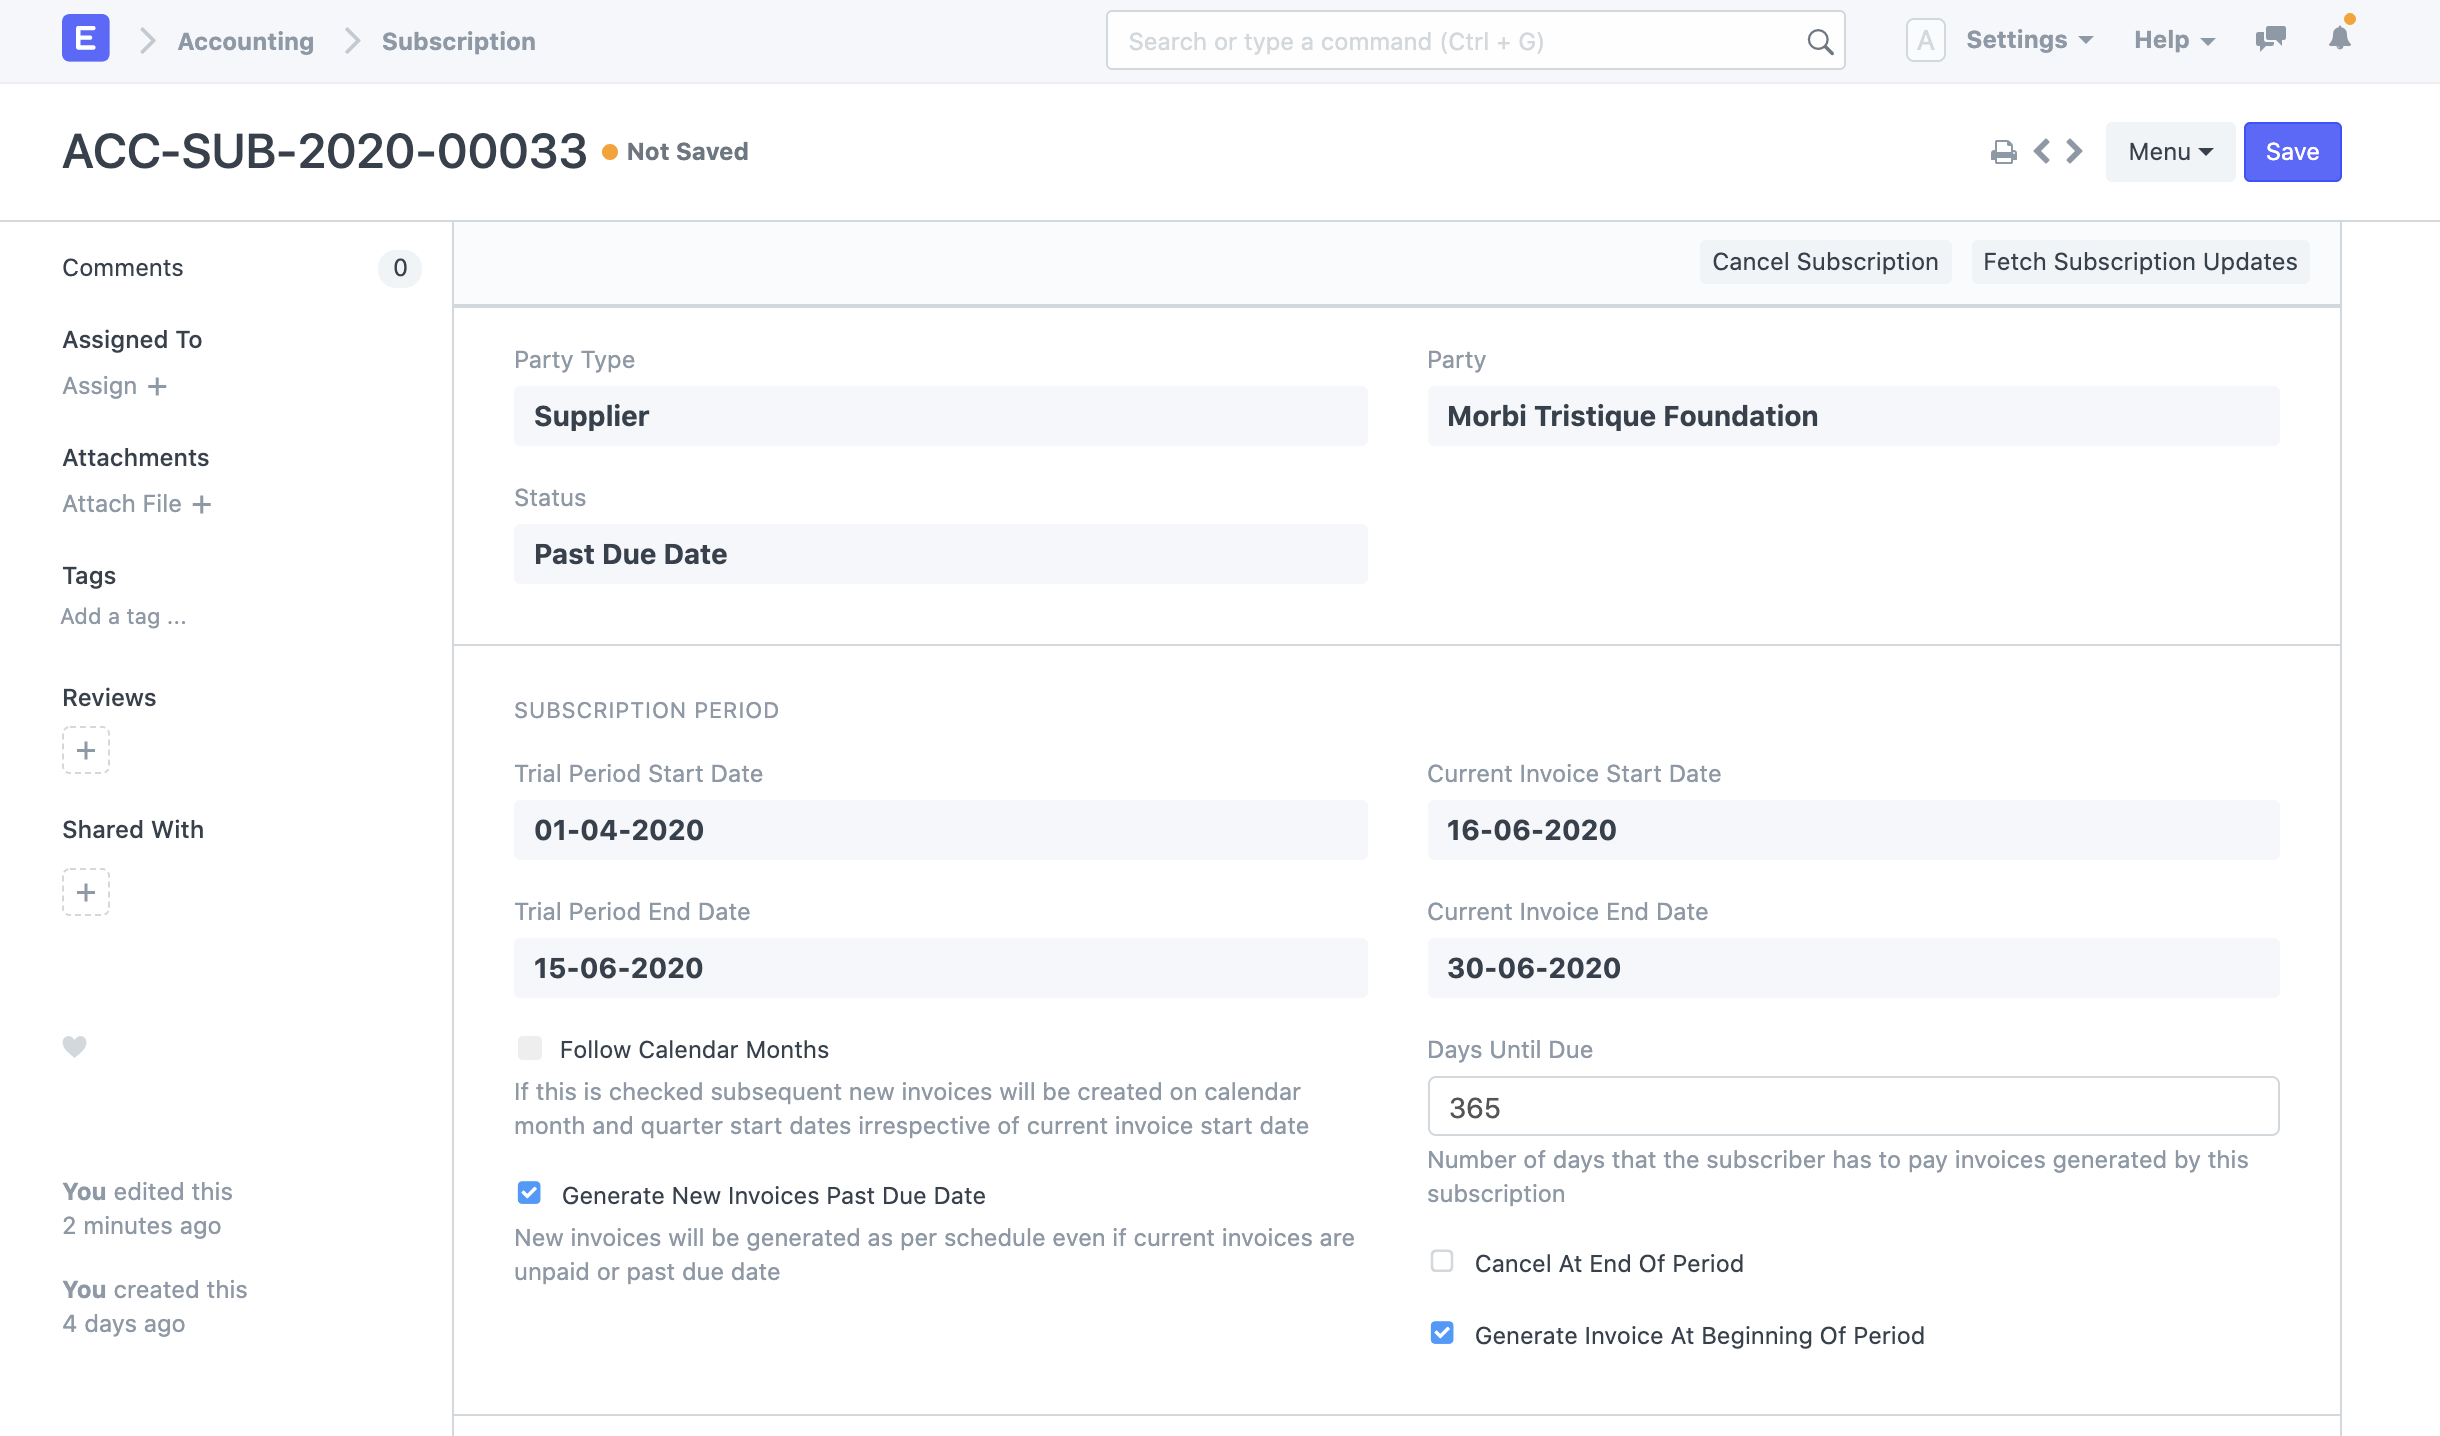 E
Accounting
Subscription
Search or type a command (Ctrl + G)
A
Settings
Help
ACC-SUB-2020-00033
Not Saved
Menu
Save
Comments
0
Assigned To
Assign +
Attachments
Attach File +
Tags
Add a tag ...
Reviews
+
Shared With
+
You edited this
2 minutes ago
You created this
4 days ago
Cancel Subscription
Fetch Subscription Updates
Party Type
Supplier
Party
Morbi Tristique Foundation
Status
Past Due Date
SUBSCRIPTION PERIOD
Trial Period Start Date
01-04-2020
Trial Period End Date
15-06-2020
Follow Calendar Months
If this is checked subsequent new invoices will be created on calendar
month and quarter start dates irrespective of current invoice start date
Generate New Invoices Past Due Date
New invoices will be generated as per schedule even if current invoices are
unpaid or past due date
Current Invoice Start Date
16-06-2020
Current Invoice End Date
30-06-2020
Days Until Due
365
Number of days that the subscriber has to pay invoices generated by this
subscription
Cancel At End Of Period
Generate Invoice At Beginning Of Period